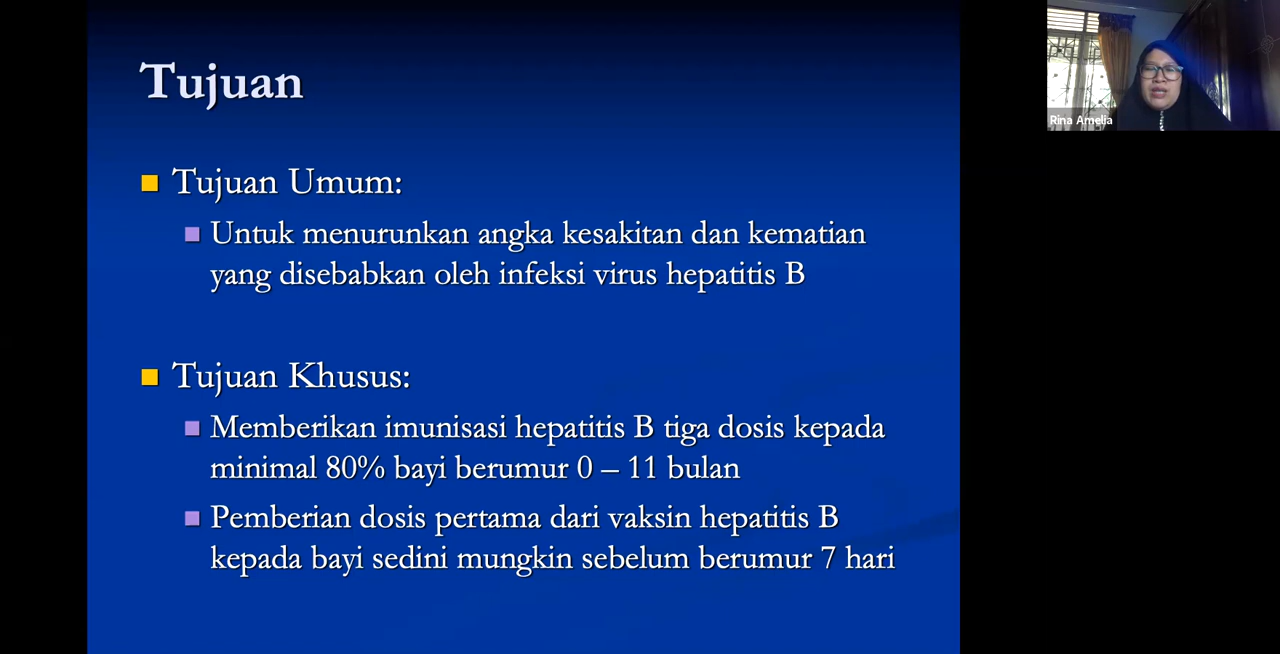 Tujuan
Tujuan Umum:
Untuk menurunkan angka kesakitan dan kematian
yang disebabkan oleh infeksi virus hepatitis B
Tujuan Khusus:
Memberikan imunisasi hepatitis B tiga dosis kepada
minimal 80% bayi berumur 0 – 11 bulan
Pemberian dosis pertama dari vaksin hepatitis B
kepada bayi sedini mungkin sebelum berumur 7 hari
Rina Amelia